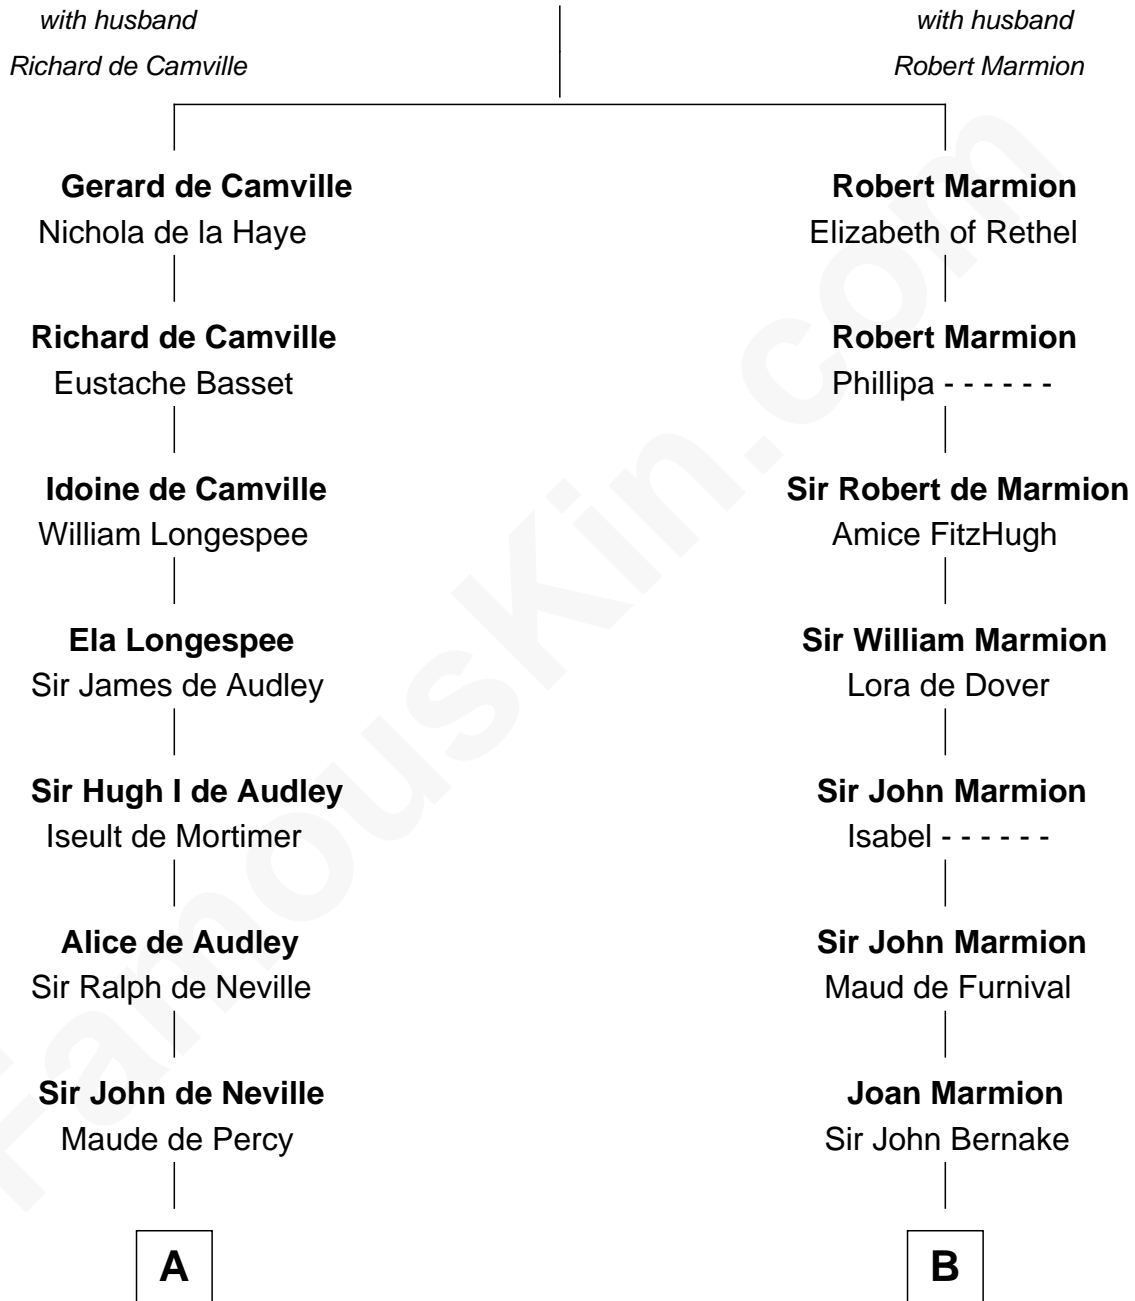 with husband
Richard de Camville
with husband
Robert Marmion
Gerard de Camville
Nichola de la Haye
Robert Marmion
Elizabeth of Rethel
Richard de Camville
Eustache Basset
Robert Marmion
Phillipa - - - - - -
Idoine de Camville
William Longespee
Sir Robert de Marmion
Amice FitzHugh
Ela Longespee
Sir James de Audley
Sir William Marmion
Lora de Dover
Sir Hugh I de Audley
Iseult de Mortimer
Sir John Marmion
Isabel - - - - - -
Alice de Audley
Sir Ralph de Neville
Sir John Marmion
Maud de Furnival
Sir John de Neville
Maude de Percy
Joan Marmion
Sir John Bernake
A
B
FamousKin.com